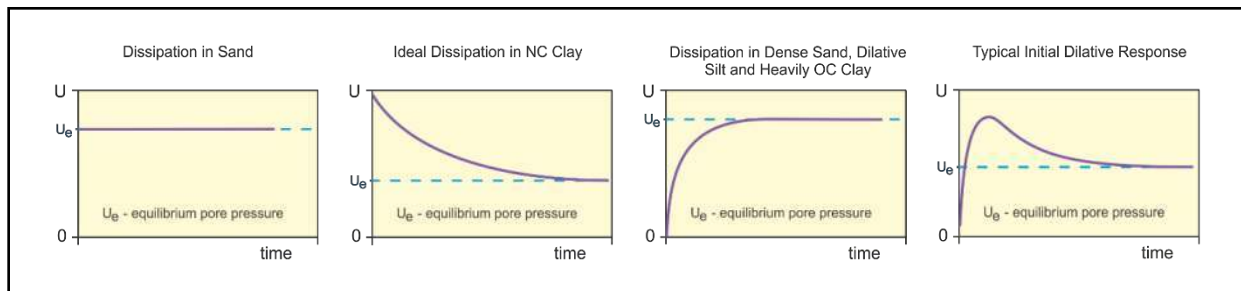 Dissipation in Sand
U
Ue
Ue - equilibrium pore pressure
0
time
Ideal Dissipation in NC Clay
U
Ue
Ue - equilibrium pore pressure
0
time
Dissipation in Dense Sand, Dilative
Silt and Heavily OC Clay
U
Ue
Ue - equilibrium pore pressure
0
time
Typical Initial Dilative Response
U
Ue
Ue - equilibrium pore pressure
0
time